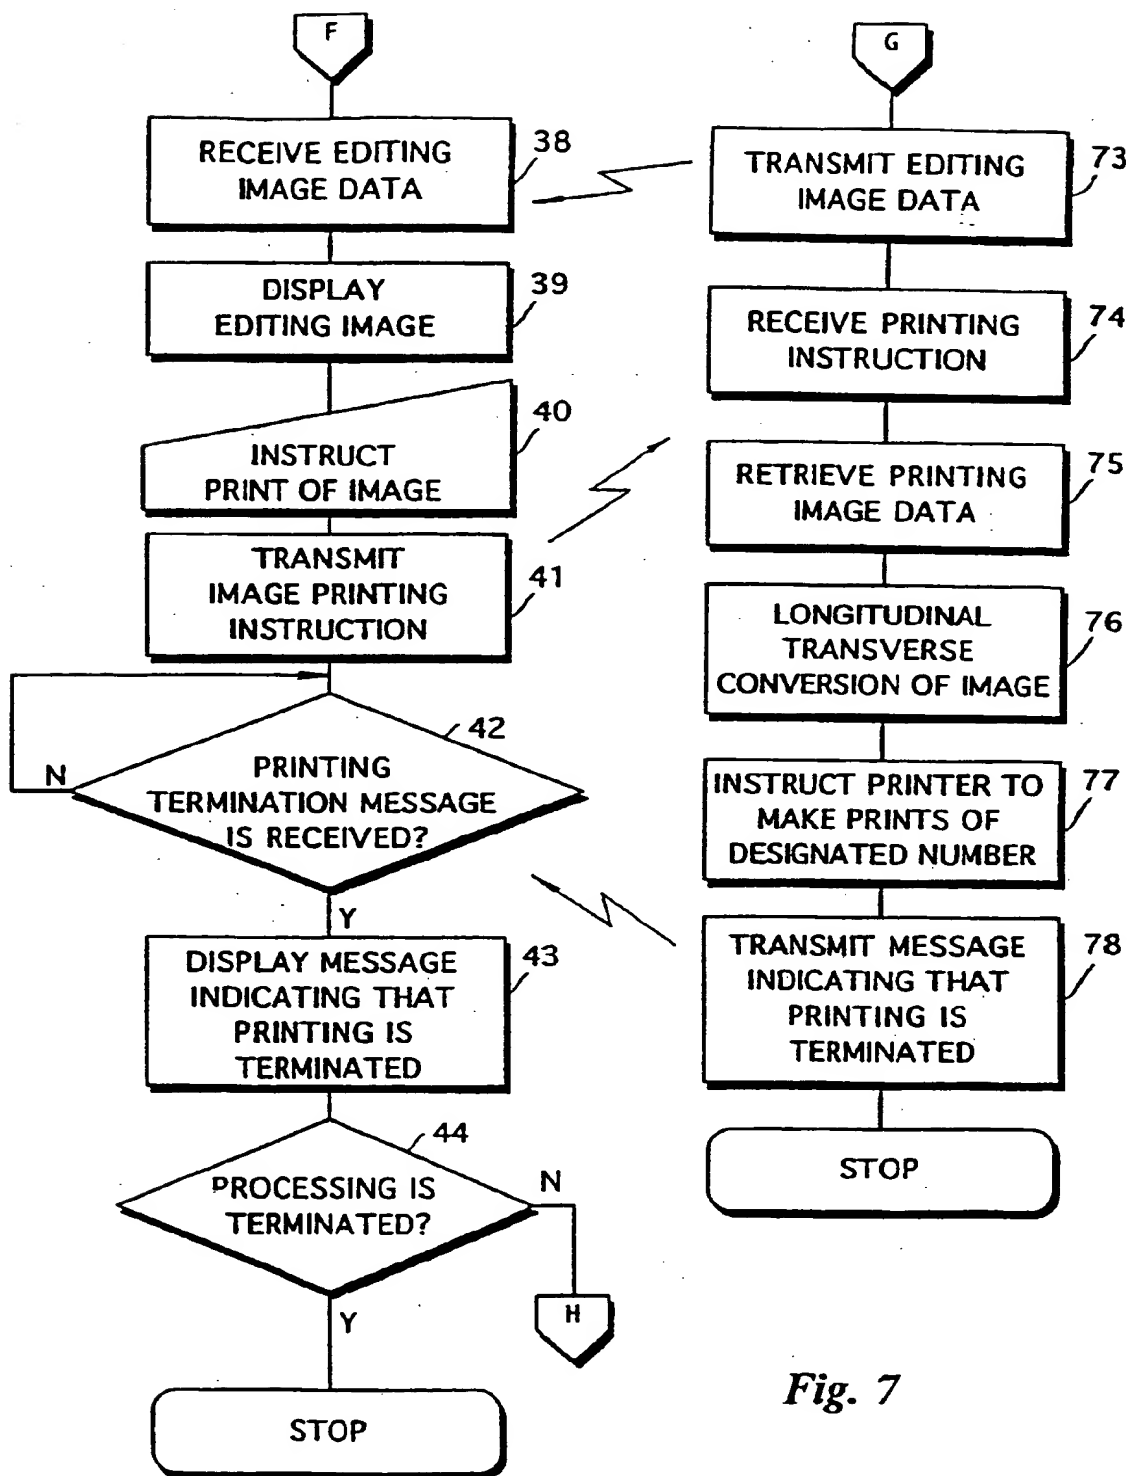 F
RECEIVE EDITING
IMAGE DATA
38
DISPLAY
EDITING IMAGE
39
INSTRUCT
PRINT OF IMAGE
40
TRANSMIT
IMAGE PRINTING
INSTRUCTION
41
PRINTING
TERMINATION MESSAGE
IS RECEIVED?
42
N
Y
DISPLAY MESSAGE
INDICATING THAT
PRINTING IS
TERMINATED
43
PROCESSING IS
TERMINATED?
44
N
H
Y
STOP
G
TRANSMIT EDITING
IMAGE DATA
73
RECEIVE PRINTING
INSTRUCTION
74
RETRIEVE PRINTING
IMAGE DATA
75
LONGITUDINAL
TRANSVERSE
CONVERSION OF IMAGE
76
INSTRUCT PRINTER TO
MAKE PRINTS OF
DESIGNATED NUMBER
77
TRANSMIT MESSAGE
INDICATING THAT
PRINTING IS
TERMINATED
78
STOP
Fig. 7